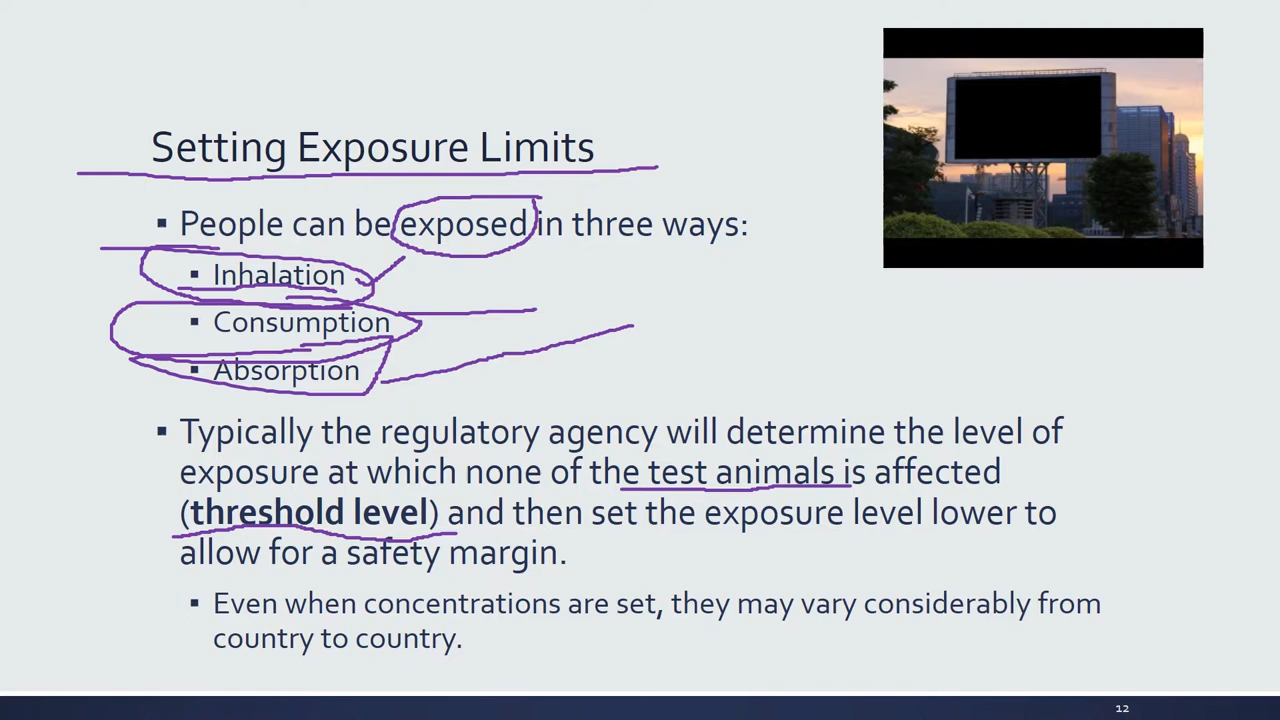 Setting Exposure Limits
▪ People can be exposed in three ways:
▪ Inhalation
▪ Consumption
▪ Absorption
▪ Typically the regulatory agency will determine the level of
exposure at which none of the test animals is affected
(threshold level) and then set the exposure level lower to
allow for a safety margin.
▪ Even when concentrations are set, they may vary considerably from
country to country.
12